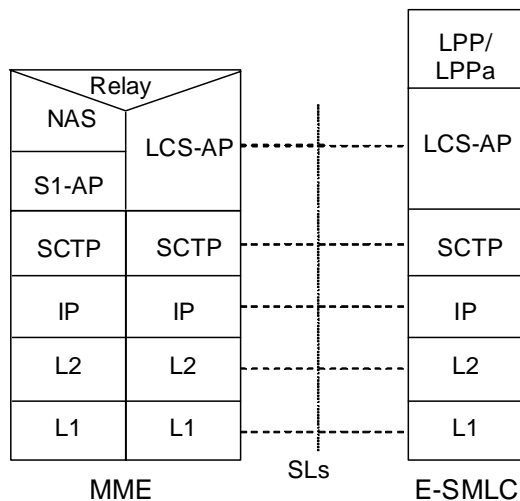 LPP/
LPPa
Relay
NAS
LCS-AP
LCS-AP
S1-AP
SCTP SCTP SCTP
IP IP IP
L2 L2 L2
L1 L1 L1
SLs
MME E-SMLC